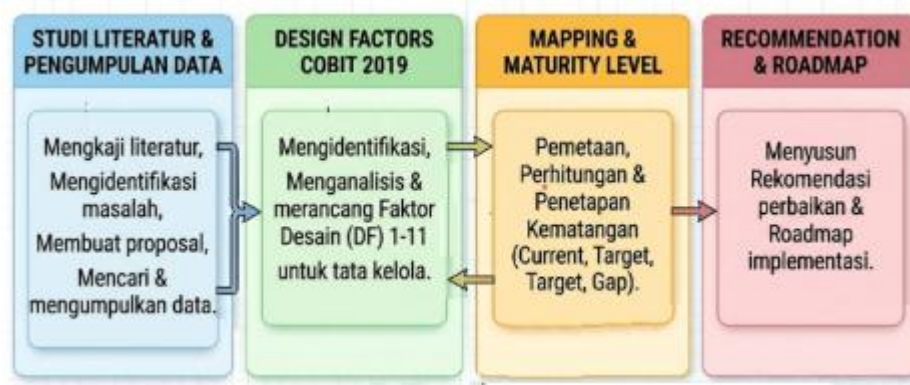 STUDI LITERATUR &
PENGUMPULAN DATA
Mengkaji literatur,
Mengidentifikasi
masalah,
Membuat proposal,
Mencari &
mengumpulkan data.
DESIGN FACTORS
COBIT 2019
Mengidentifikasi,
Menganalisis &
merancang Faktor
Desain (DF) 1-11
untuk tata kelola.
MAPPING &
MATURITY LEVEL
Pemetaan,
Perhitungan &
Penetapan
Kematangan
(Current, Target,
Target, Gap).
RECOMMENDATION
& ROADMAP
Menyusun
Rekomendasi
perbaikan &
Roadmap
implementasi.